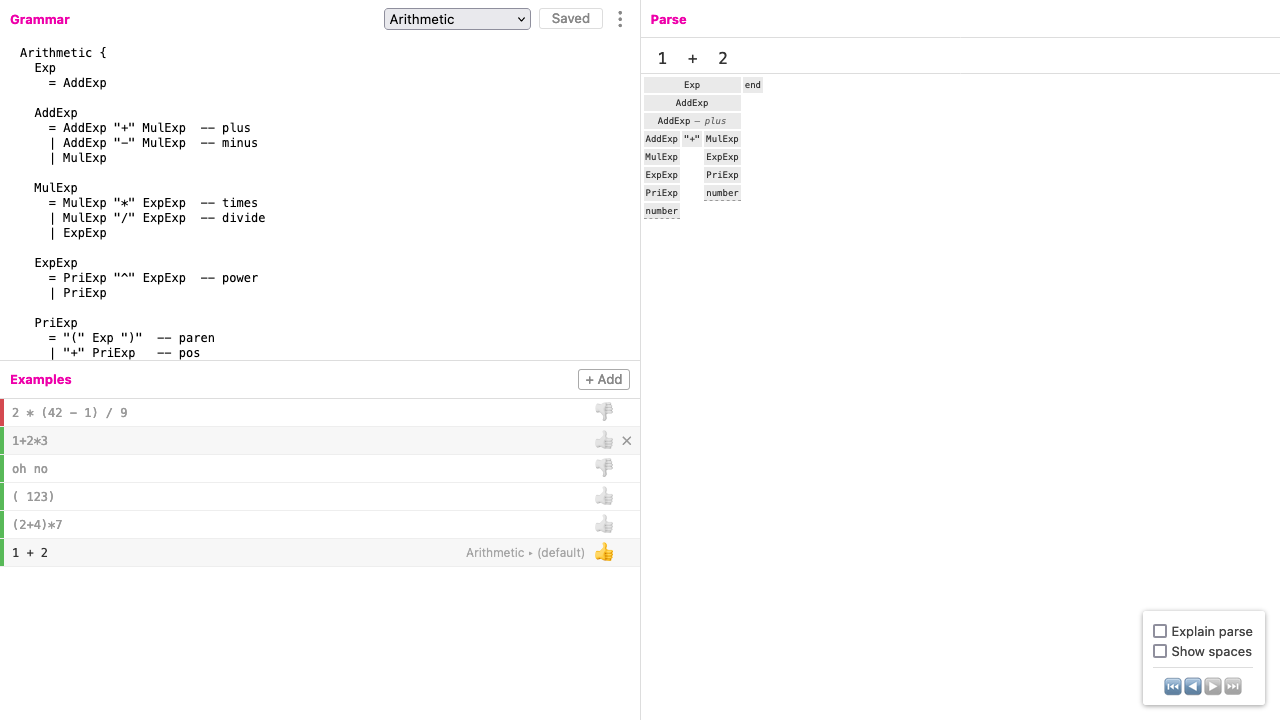 Grammar
Arithmetic
Saved
Arithmetic {
Exp
= AddExp
AddExp
= AddExp "+" MulExp -- plus
| AddExp "-" MulExp -- minus
| MulExp
MulExp
= MulExp "*" ExpExp -- times
| MulExp "/" ExpExp -- divide
| ExpExp
ExpExp
= PriExp "^" ExpExp -- power
| PriExp
PriExp
= "(" Exp ")" -- paren
| "+" PriExp -- pos
Examples
+ Add
2 * (42 - 1) / 9
1+2*3
oh no
( 123)
(2+4)*7
1 + 2 Arithmetic ▸ (default)
Parse
1 + 2
Exp end
AddExp
AddExp – plus
AddExp "+" MulExp
MulExp ExpExp
ExpExp PriExp
PriExp number
number
Explain parse
Show spaces